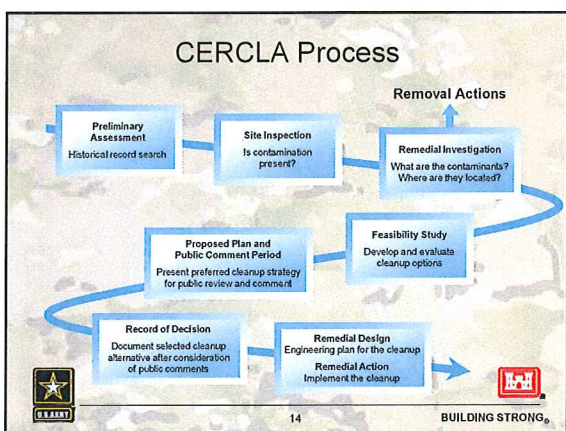 CERCLA Process
Removal Actions
Preliminary
Assessment
Historical record search
Site Inspection
Is contamination
present?
Remedial Investigation
What are the contaminants?
Where are they located?
Feasibility Study
Develop and evaluate
cleanup options
Proposed Plan and
Public Comment Period
Present preferred cleanup strategy
for public review and comment
Record of Decision
Document selected cleanup
alternative after consideration
of public comments
Remedial Design
Engineering plan for the cleanup
Remedial Action
Implement the cleanup
U.S.ARMY
14
BUILDING STRONG®